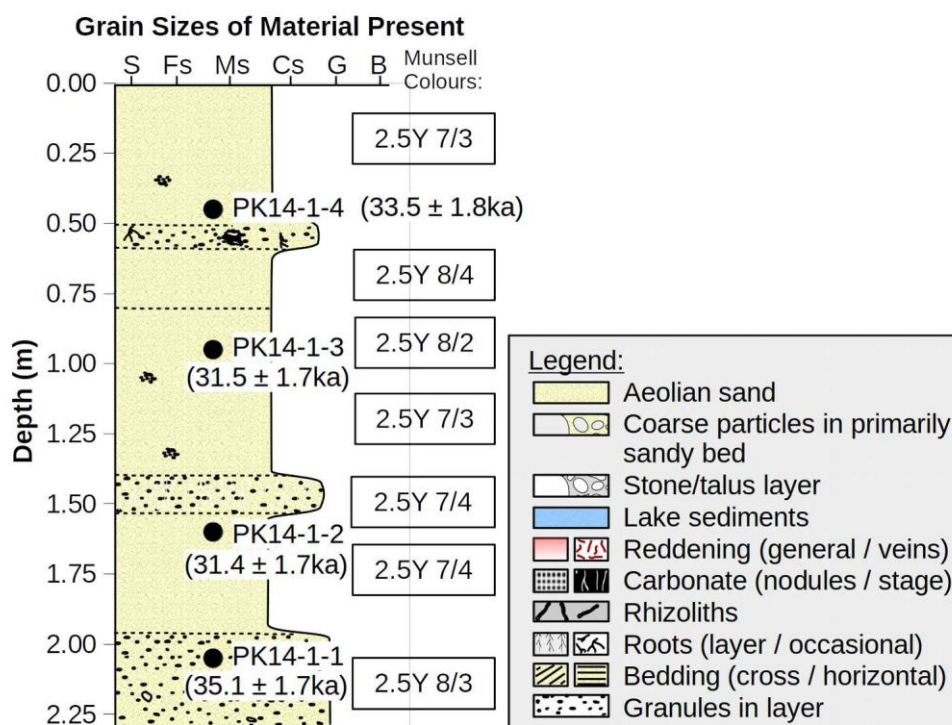 Grain Sizes of Material Present
S Fs Ms Cs G B
Munsell
Colours:
Depth (m)
0.00
2.5Y 7/3
0.25
PK14-1-4 (33.5 ± 1.8ka)
0.50
2.5Y 8/4
0.75
2.5Y 8/2
PK14-1-3
1.00
(31.5 ± 1.7ka)
2.5Y 7/3
1.25
2.5Y 7/4
1.50
PK14-1-2
(31.4 ± 1.7ka)
2.5Y 7/4
1.75
2.00
PK14-1-1
(35.1 ± 1.7ka)
2.5Y 8/3
2.25
Legend:
Aeolian sand
Coarse particles in primarily
sandy bed
Stone/talus layer
Lake sediments
Reddening (general / veins)
Carbonate (nodules / stage)
Rhizoliths
Roots (layer / occasional)
Bedding (cross / horizontal)
Granules in layer